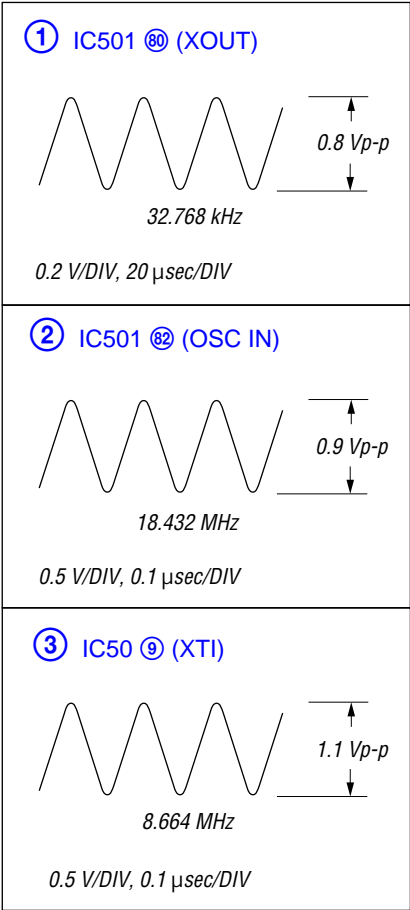 ① IC501 ⑧⓪ (XOUT)
0.8 Vp-p
32.768 kHz
0.2 V/DIV, 20 µsec/DIV
② IC501 ⑧② (OSC IN)
0.9 Vp-p
18.432 MHz
0.5 V/DIV, 0.1 µsec/DIV
③ IC50 ⑨ (XTI)
1.1 Vp-p
8.664 MHz
0.5 V/DIV, 0.1 µsec/DIV